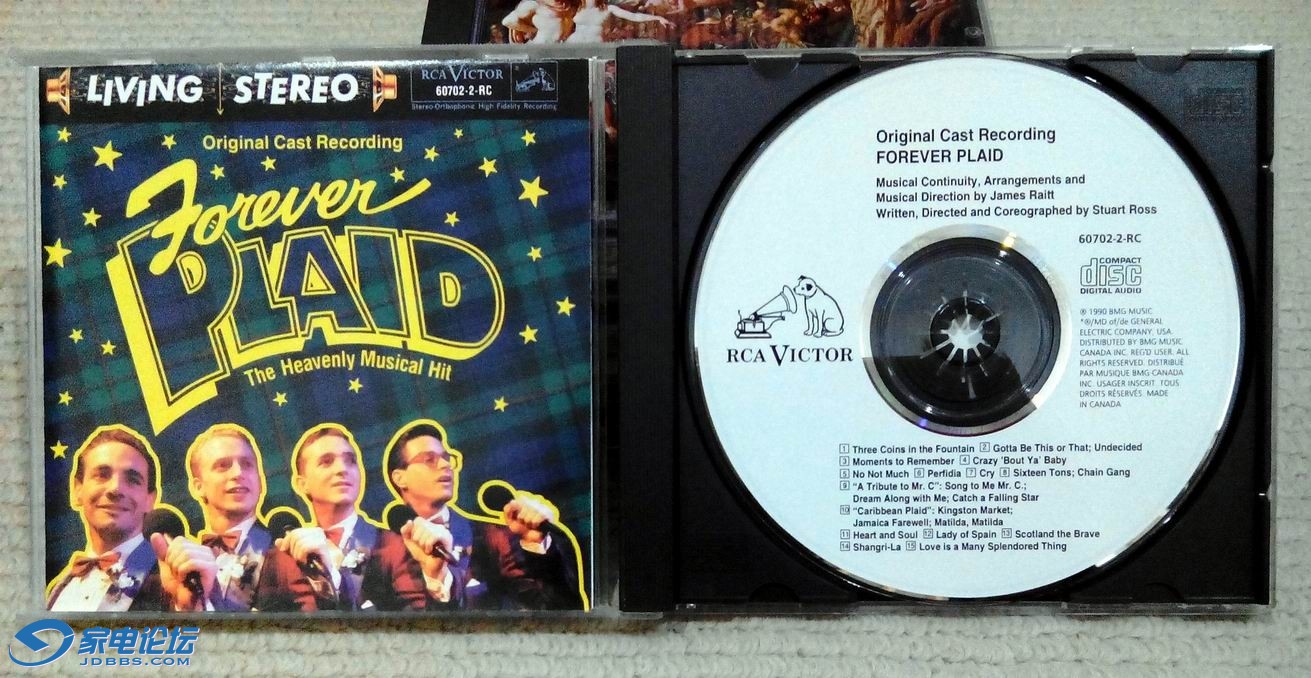 LIVING STEREO
RCA VICTOR
60702-2-RC
Stereo-Orthophonic High Fidelity Recording
Original Cast Recording
Forever
PLAID
The Heavenly Musical Hit
Original Cast Recording
FOREVER PLAID
Musical Continuity, Arrangements and
Musical Direction by James Raitt
Written, Directed and Coreographed by Stuart Ross
60702-2-RC
COMPACT
disc
DIGITAL AUDIO
℗ 1990 BMG MUSIC
*®/MD of/de GENERAL
ELECTRIC COMPANY, USA.
DISTRIBUTED BY BMG MUSIC
CANADA INC. REG'D USER. ALL
RIGHTS RESERVED. DISTRIBUÉ
PAR MUSIQUE BMG CANADA
INC. USAGER INSCRIT. TOUS
DROITS RÉSERVÉS. MADE
IN CANADA
RCA VICTOR
1 Three Coins in the Fountain 2 Gotta Be This or That; Undecided
3 Moments to Remember 4 Crazy 'Bout Ya' Baby
5 No Not Much 6 Perfidia 7 Cry 8 Sixteen Tons; Chain Gang
9 "A Tribute to Mr. C": Song to Me Mr. C.;
Dream Along with Me; Catch a Falling Star
10 "Caribbean Plaid": Kingston Market;
Jamaica Farewell; Matilda, Matilda
11 Heart and Soul 12 Lady of Spain 13 Scotland the Brave
14 Shangri-La 15 Love is a Many Splendored Thing
家电论坛
JDBBS.COM